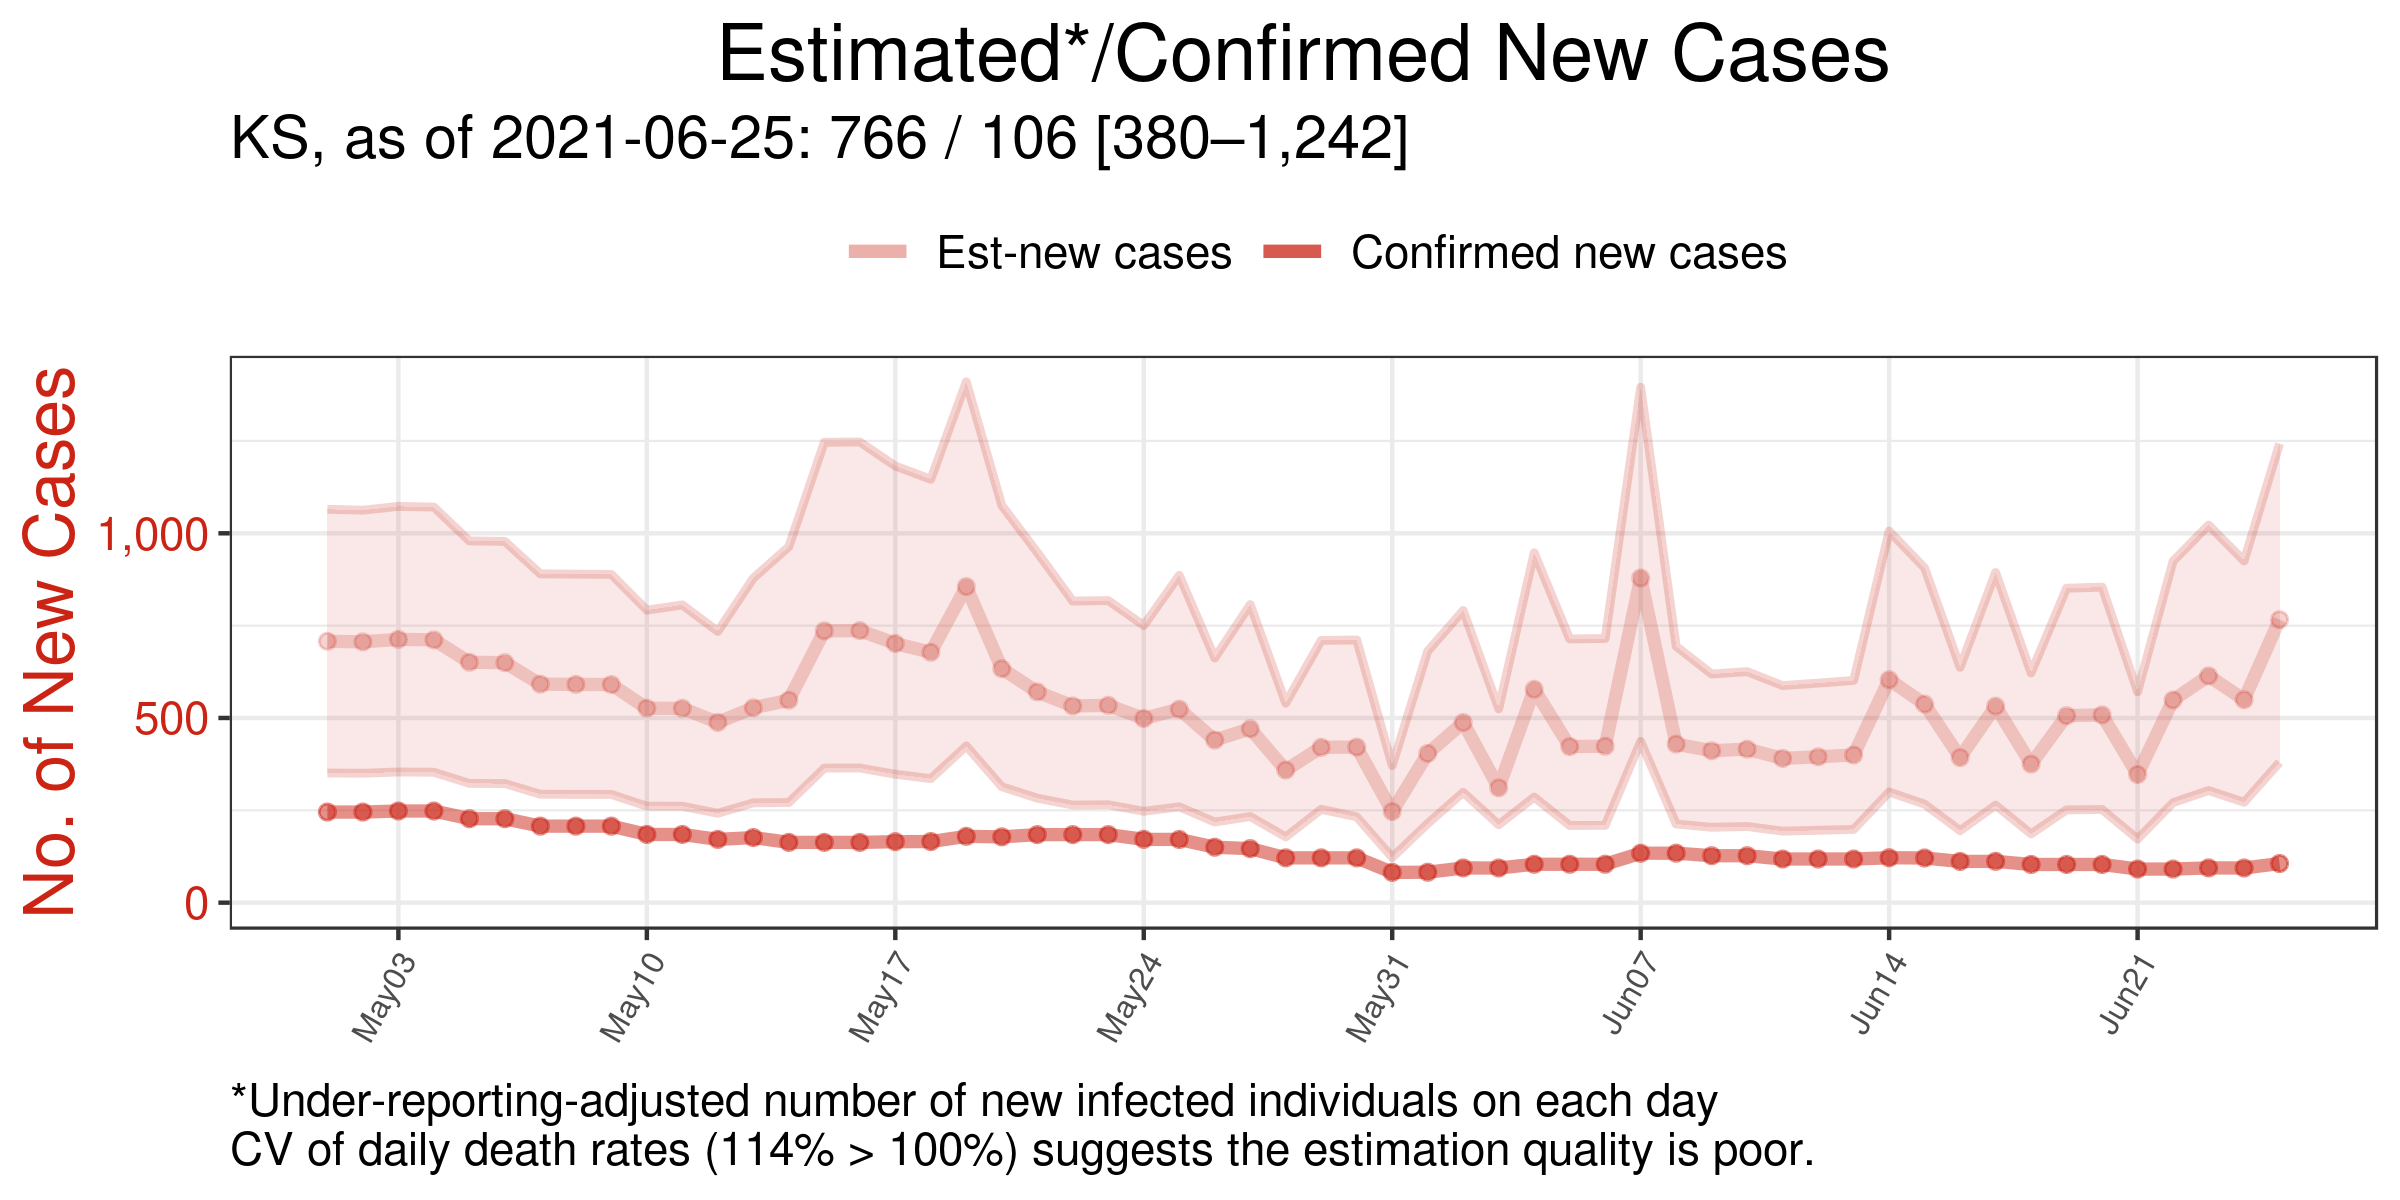 Estimated*/Confirmed New Cases
KS, as of 2021-06-25: 766 / 106 [380–1,242]
Est-new cases
Confirmed new cases
No. of New Cases
1,000
500
0
May03
May10
May17
May24
May31
Jun07
Jun14
Jun21
*Under-reporting-adjusted number of new infected individuals on each day
CV of daily death rates (114% > 100%) suggests the estimation quality is poor.